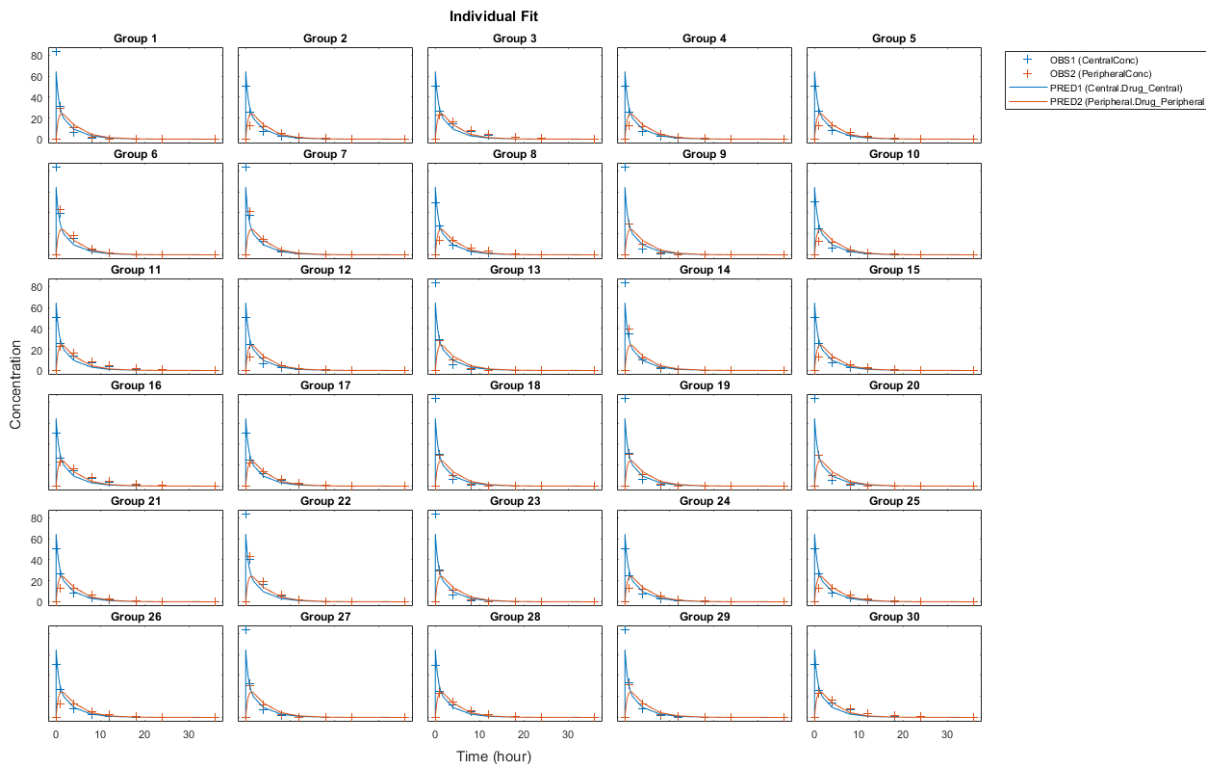 Individual Fit
Group 1 Group 2 Group 3 Group 4 Group 5
80
60
40
20
0
OBS1 (CentralConc)
OBS2 (PeripheralConc)
PRED1 (Central.Drug_Central)
PRED2 (Peripheral.Drug_Peripheral
Group 6 Group 7 Group 8 Group 9 Group 10
Group 11 Group 12 Group 13 Group 14 Group 15
80
60
40
20
0
Concentration
Group 16 Group 17 Group 18 Group 19 Group 20
Group 21 Group 22 Group 23 Group 24 Group 25
80
60
40
20
0
Group 26 Group 27 Group 28 Group 29 Group 30
0 10 20 30 0 10 20 30 0 10 20 30
Time (hour)